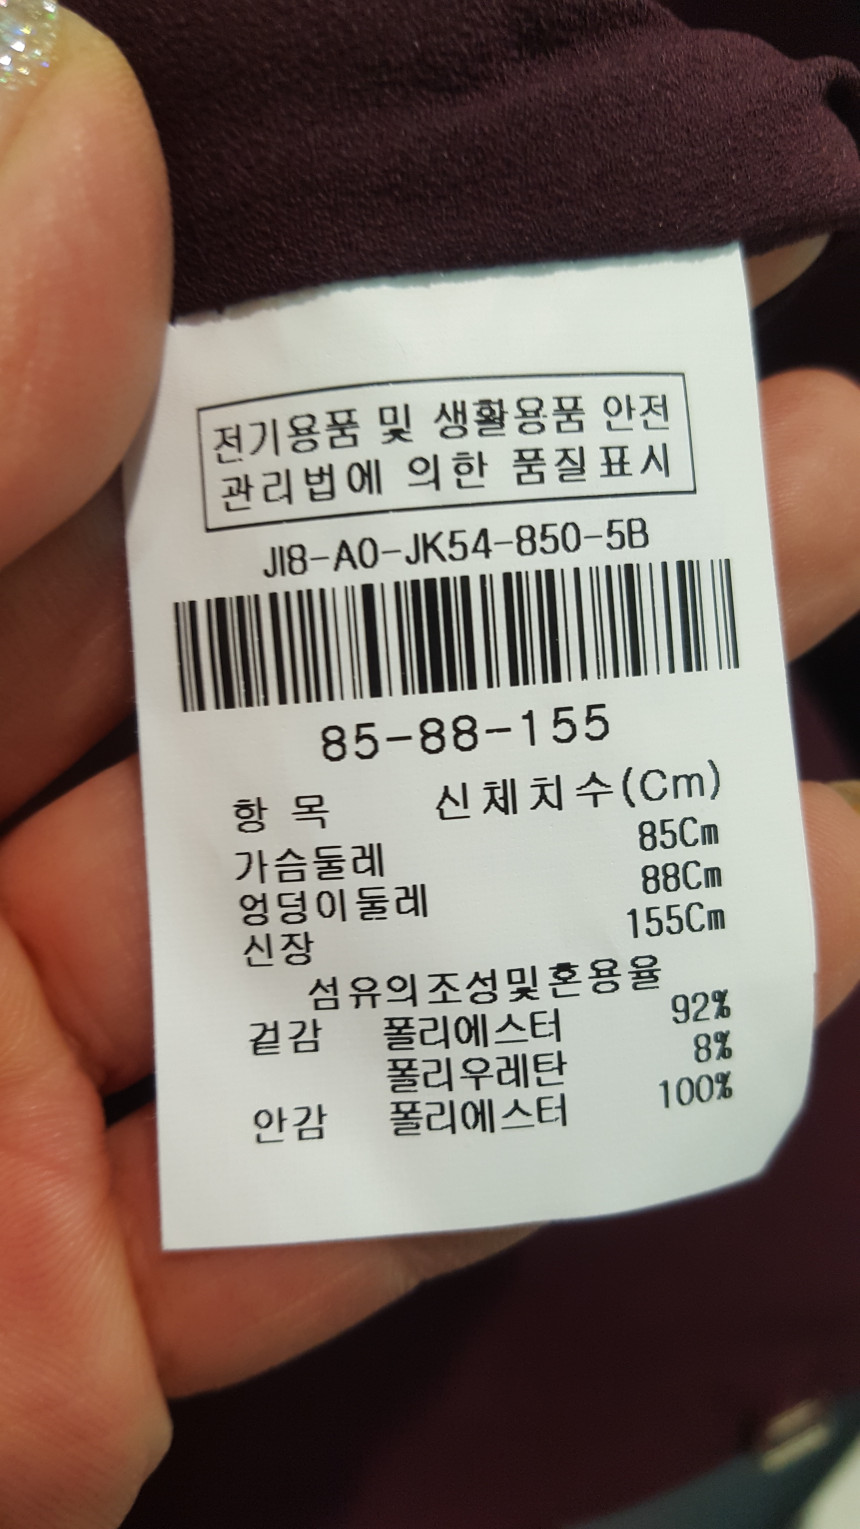 전기용품 및 생활용품 안전
관리법에 의한 품질표시
JI8-A0-JK54-850-5B
85-88-155
항 목 신체치수(Cm)
가슴둘레 85Cm
엉덩이둘레 88Cm
신장 155Cm
섬유의조성및혼용율
겉감 폴리에스터 92%
폴리우레탄 8%
안감 폴리에스터 100%